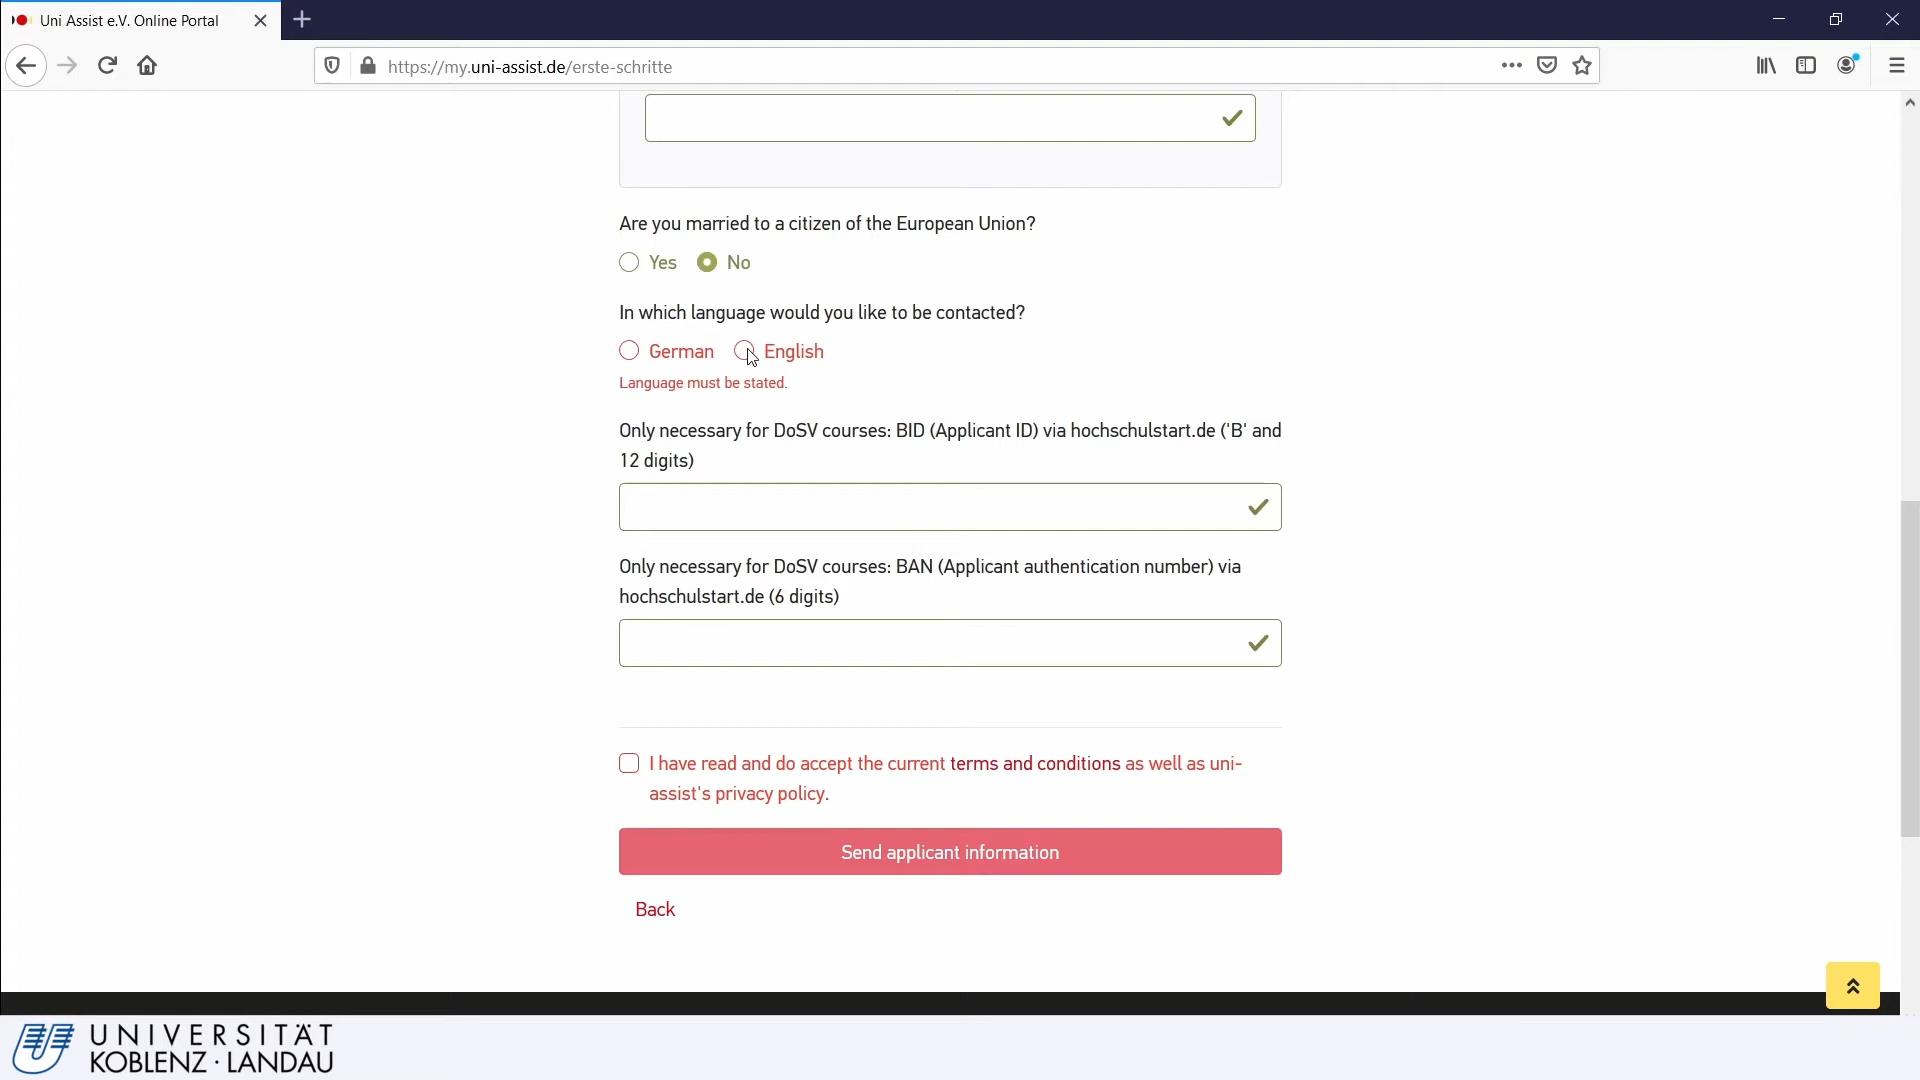 Uni Assist e.V. Online Portal
https://my.uni-assist.de/erste-schritte
Are you married to a citizen of the European Union?
Yes No
In which language would you like to be contacted?
German English
Language must be stated.
Only necessary for DoSV courses: BID (Applicant ID) via hochschulstart.de ('B' and
12 digits)
Only necessary for DoSV courses: BAN (Applicant authentication number) via
hochschulstart.de (6 digits)
I have read and do accept the current terms and conditions as well as uni-
assist's privacy policy.
Send applicant information
Back
UNIVERSITÄT
KOBLENZ · LANDAU